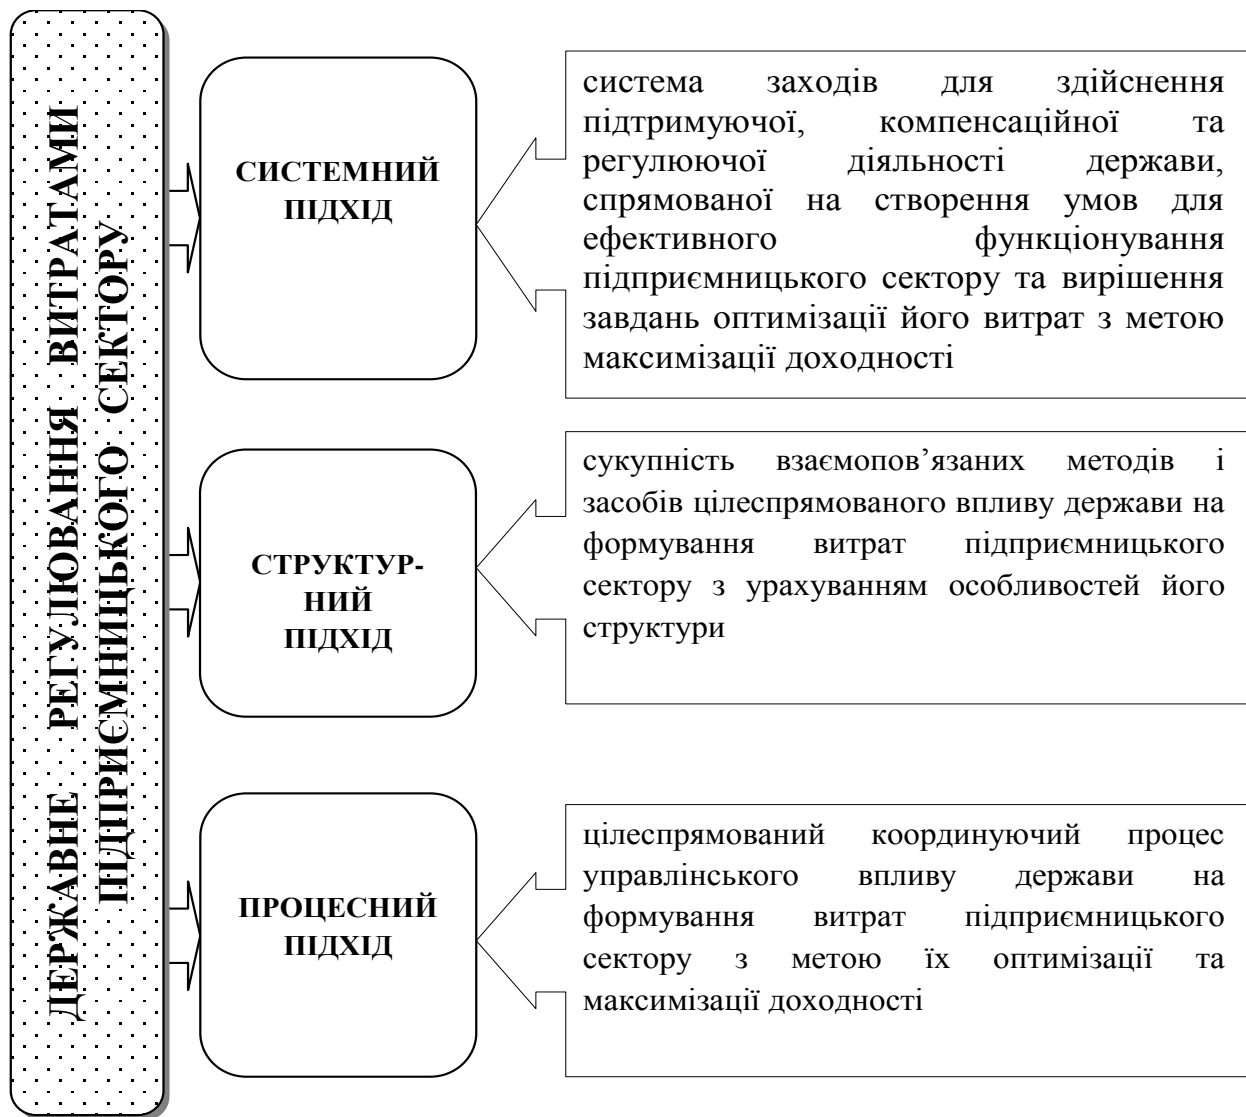 ДЕРЖАВНЕ РЕГУЛЮВАННЯ ВИТРАТАМИ
ПІДПРИЄМНИЦЬКОГО СЕКТОРУ
СИСТЕМНИЙ
ПІДХІД
система заходів для здійснення
підтримуючої, компенсаційної та
регулюючої діяльності держави,
спрямованої на створення умов для
ефективного функціонування
підприємницького сектору та вирішення
завдань оптимізації його витрат з метою
максимізації доходності
СТРУКТУР-
НИЙ
ПІДХІД
сукупність взаємопов’язаних методів і
засобів цілеспрямованого впливу держави на
формування витрат підприємницького
сектору з урахуванням особливостей його
структури
ПРОЦЕСНИЙ
ПІДХІД
цілеспрямований координуючий процес
управлінського впливу держави на
формування витрат підприємницького
сектору з метою їх оптимізації та
максимізації доходності